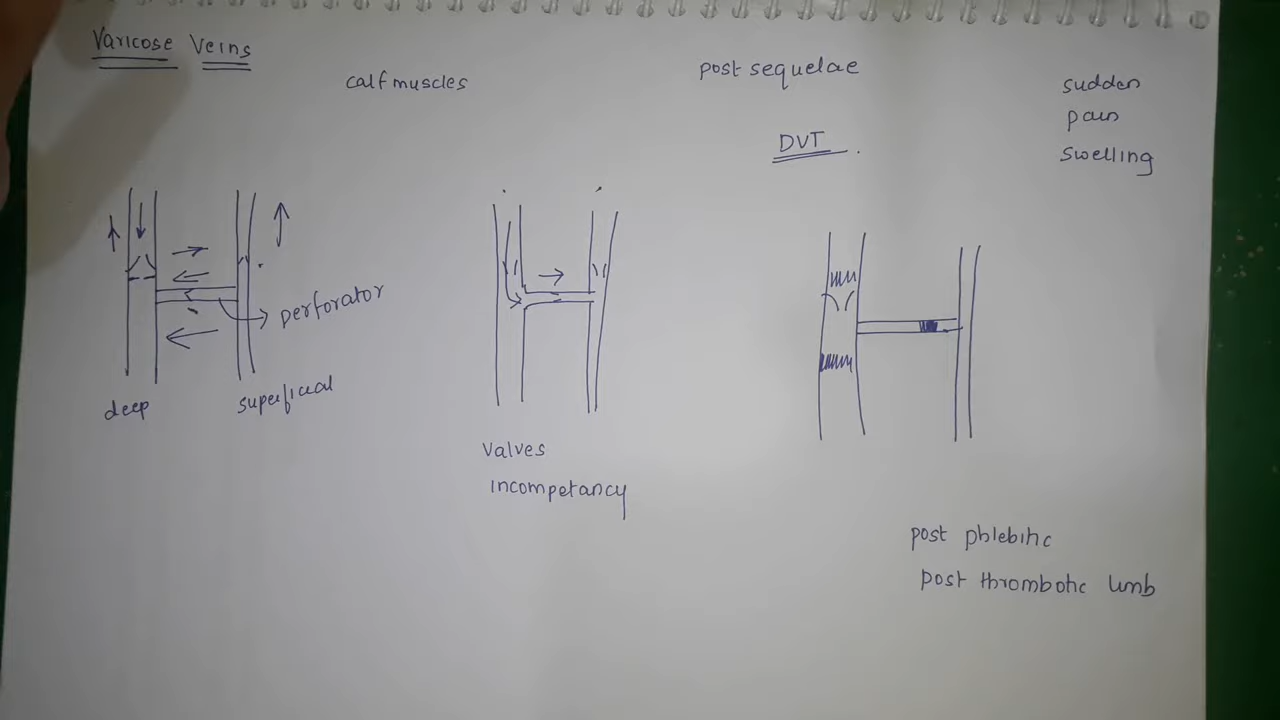 Varicose Veins
calf muscles
post sequelae
sudden
pain
swelling
DVT
perforator
deep
superficial
valves
incompetancy
post phlebitic
post thrombotic limb